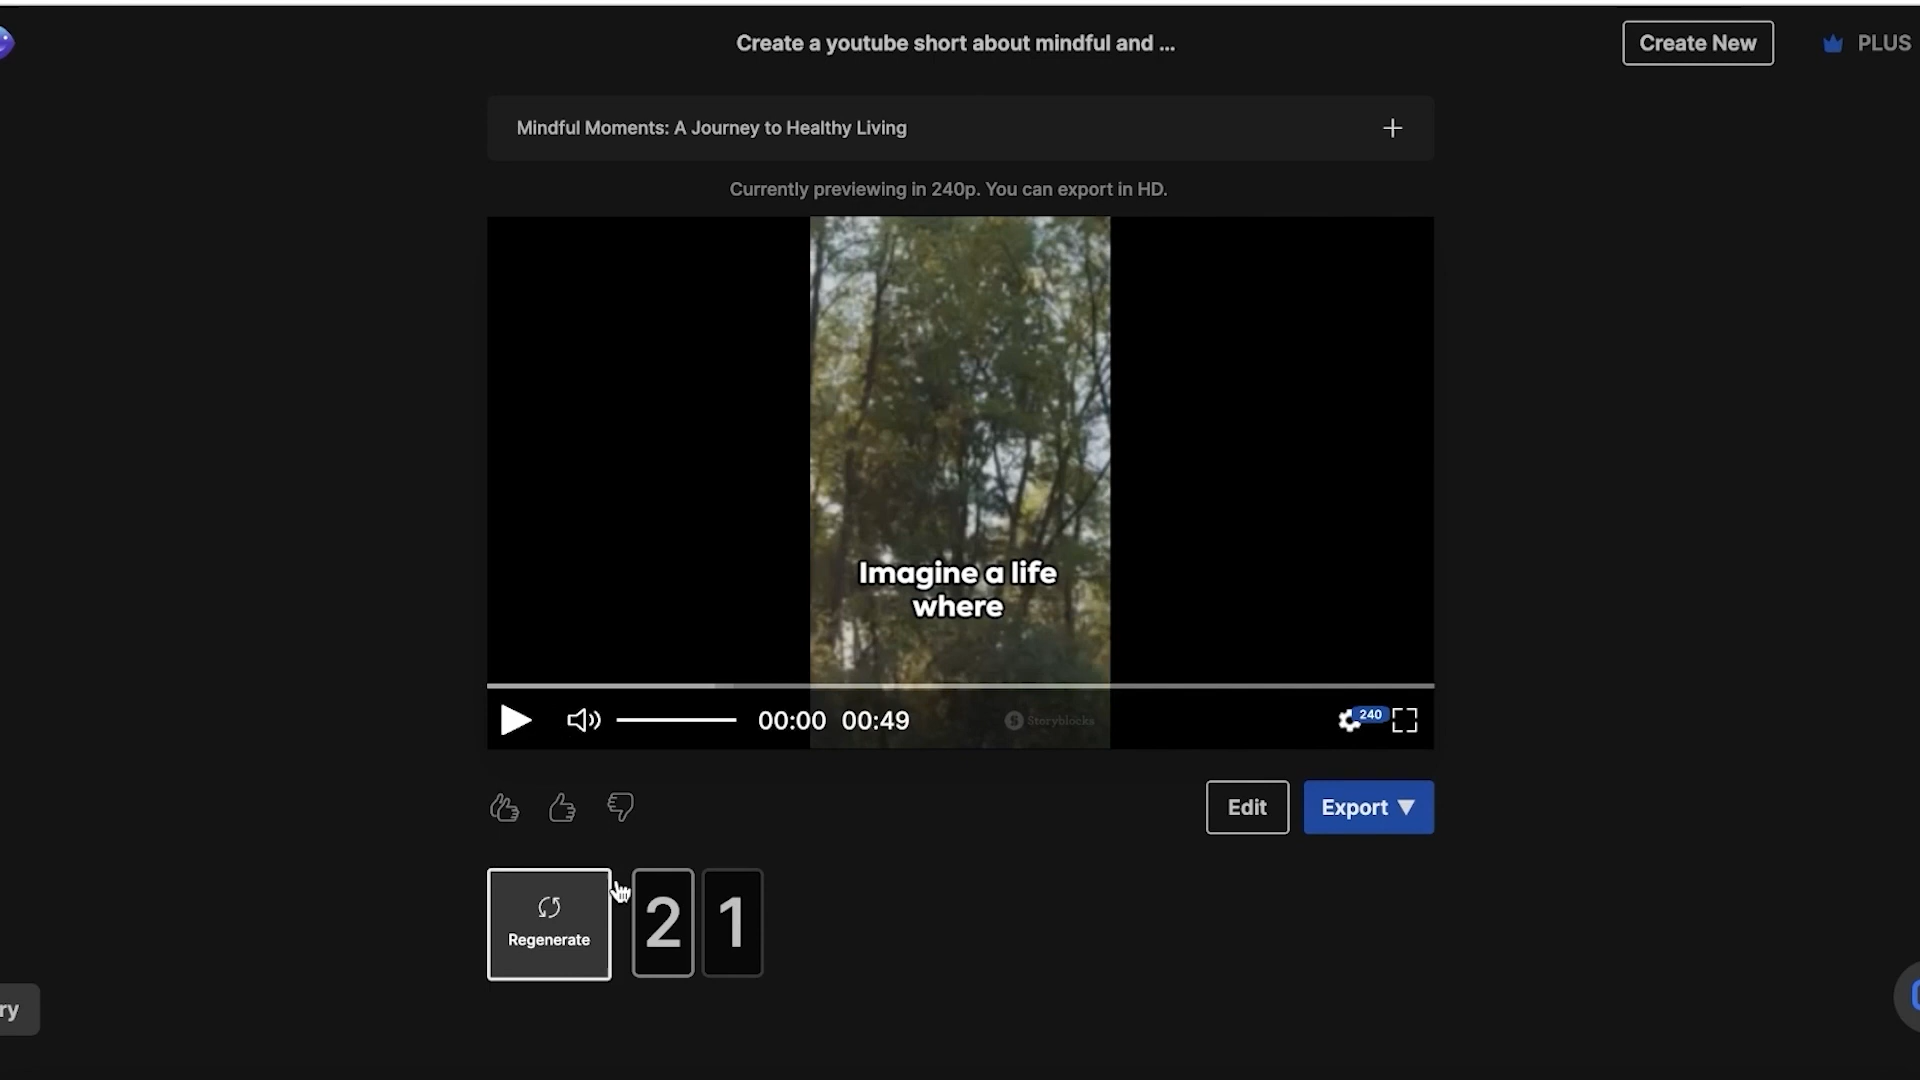 Create a youtube short about mindful and ...
Create New
PLUS
Mindful Moments: A Journey to Healthy Living
Currently previewing in 240p. You can export in HD.
Imagine a life
where
00:00 00:49
Storyblocks
240
Edit
Export
Regenerate
2
1
ry